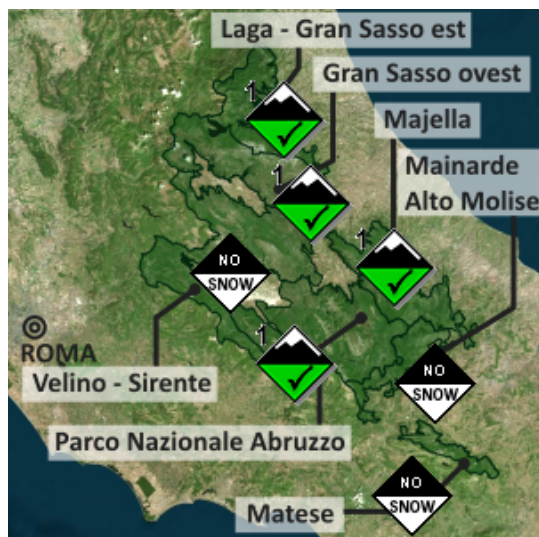 Laga - Gran Sasso est
Gran Sasso ovest
1
Majella
Mainarde
Alto Molise
1
1
NO
SNOW
ROMA
1
Velino - Sirente
NO
SNOW
Parco Nazionale Abruzzo
NO
SNOW
Matese